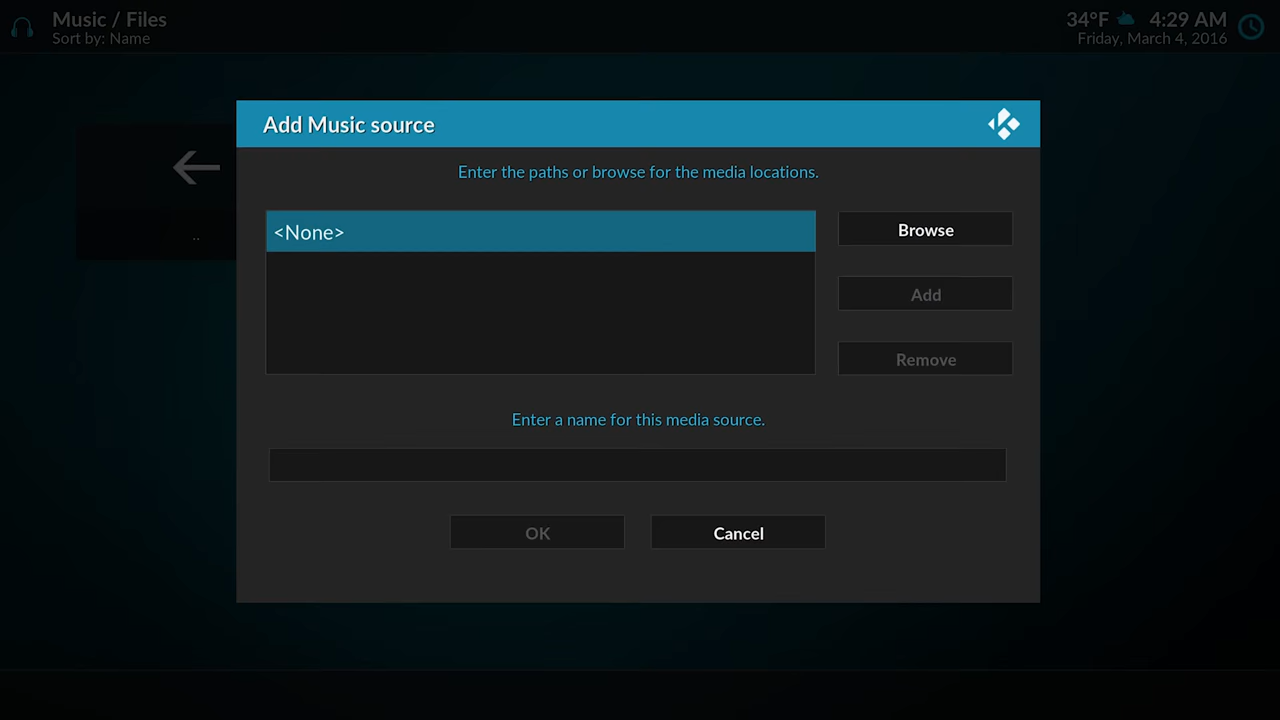 Music / Files
Sort by: Name
34°F 4:29 AM
Friday, March 4, 2016
..
Add Music source
Enter the paths or browse for the media locations.
<None>
Browse
Add
Remove
Enter a name for this media source.
OK
Cancel